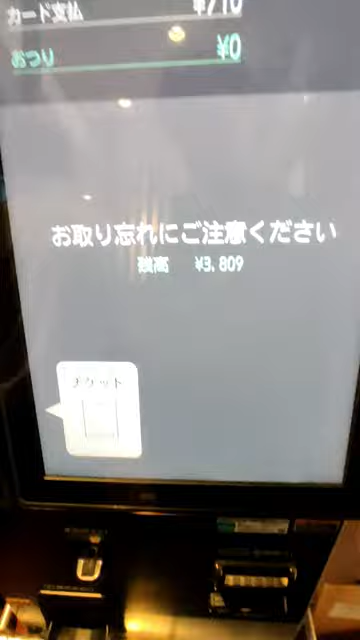 カード支払 ¥710
おつり ¥0
お取り忘れにご注意ください
残高 ¥3,809
チケット